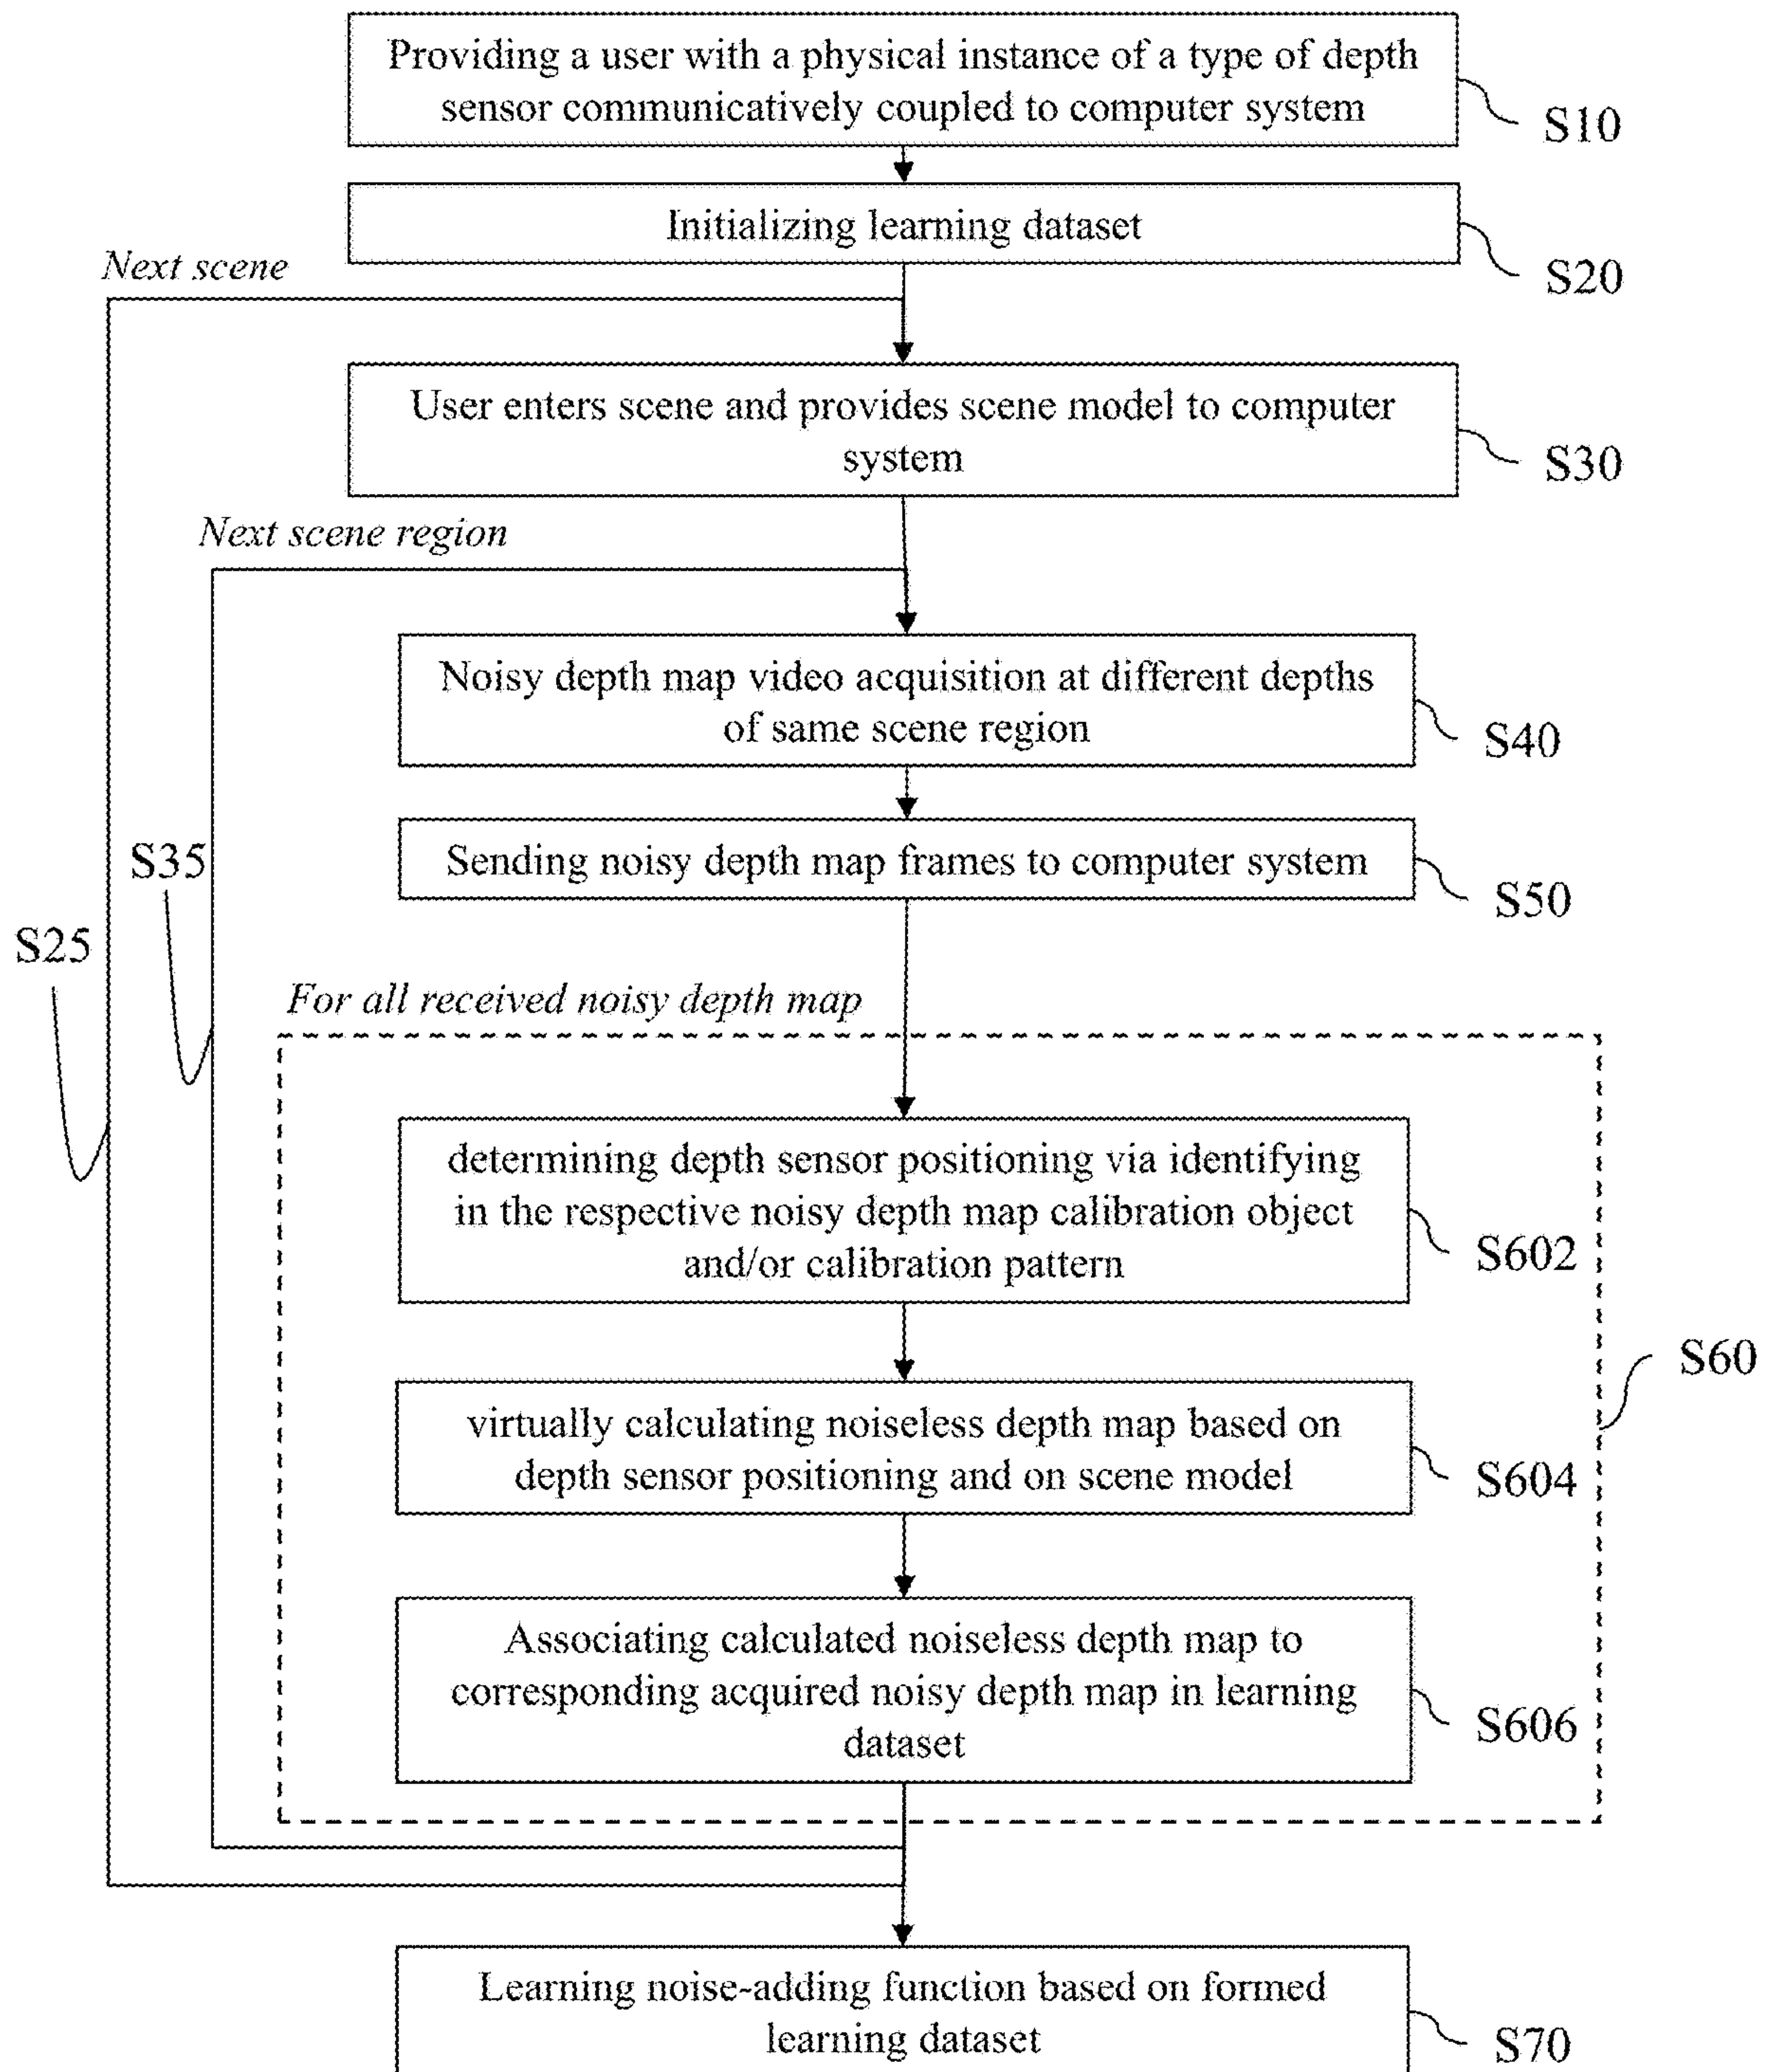 Providing a user with a physical instance of a type of depth
sensor communicatively coupled to computer system
S10
Initializing learning dataset
S20
Next scene
User enters scene and provides scene model to computer
system
S30
Next scene region
Noisy depth map video acquisition at different depths
of same scene region
S40
Sending noisy depth map frames to computer system
S50
S35
S25
For all received noisy depth map
determining depth sensor positioning via identifying
in the respective noisy depth map calibration object
and/or calibration pattern
S602
S60
virtually calculating noiseless depth map based on
depth sensor positioning and on scene model
S604
Associating calculated noiseless depth map to
corresponding acquired noisy depth map in learning
dataset
S606
Learning noise-adding function based on formed
learning dataset
S70